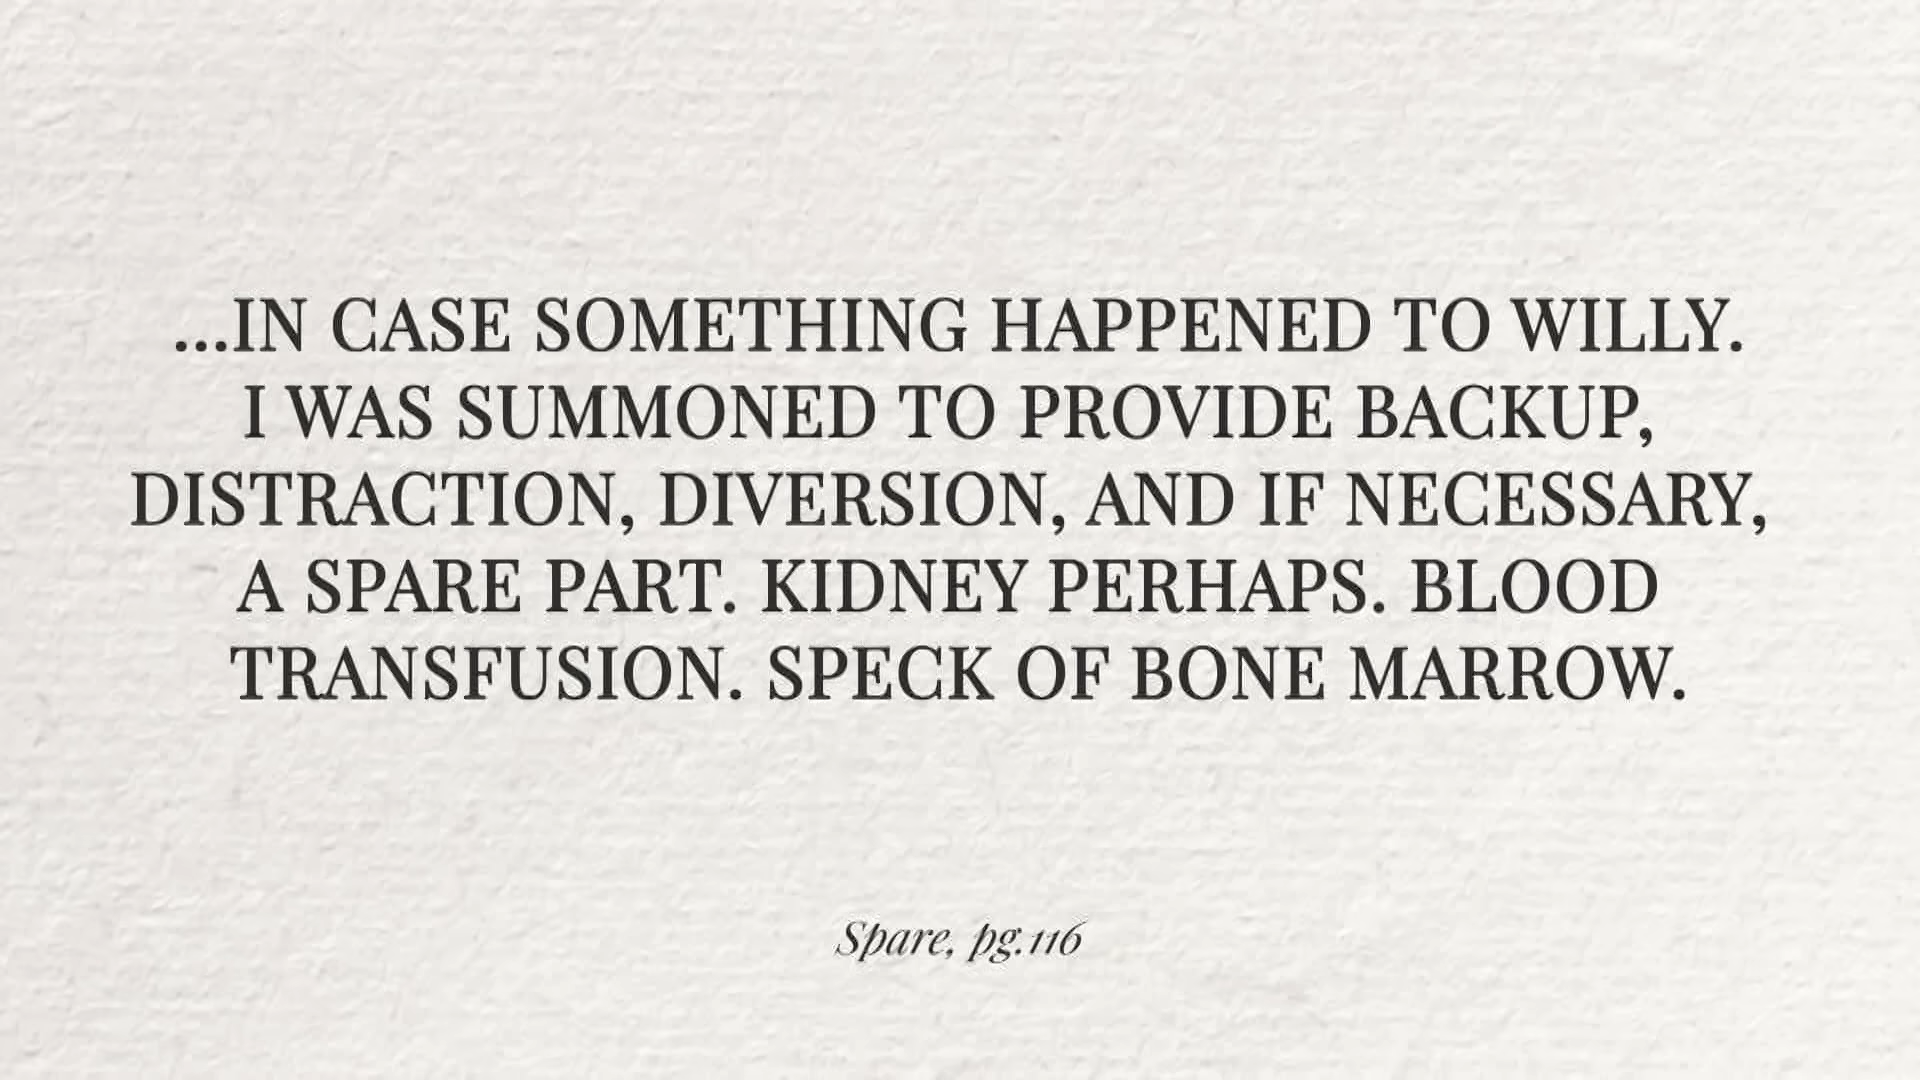 ...IN CASE SOMETHING HAPPENED TO WILLY.
I WAS SUMMONED TO PROVIDE BACKUP,
DISTRACTION, DIVERSION, AND IF NECESSARY,
A SPARE PART. KIDNEY PERHAPS. BLOOD
TRANSFUSION. SPECK OF BONE MARROW.
Spare, pg.116